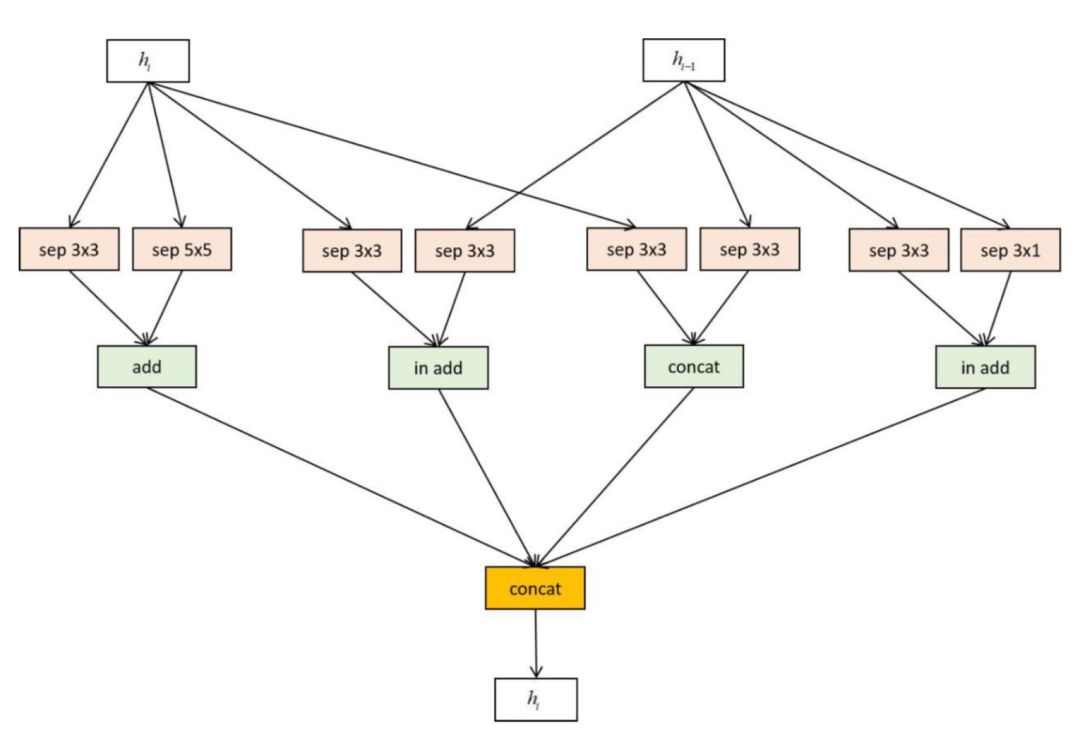 h_i
h_{i-1}
sep 3x3
sep 5x5
sep 3x3
sep 3x3
sep 3x3
sep 3x3
sep 3x3
sep 3x1
add
in add
concat
in add
concat
h_i